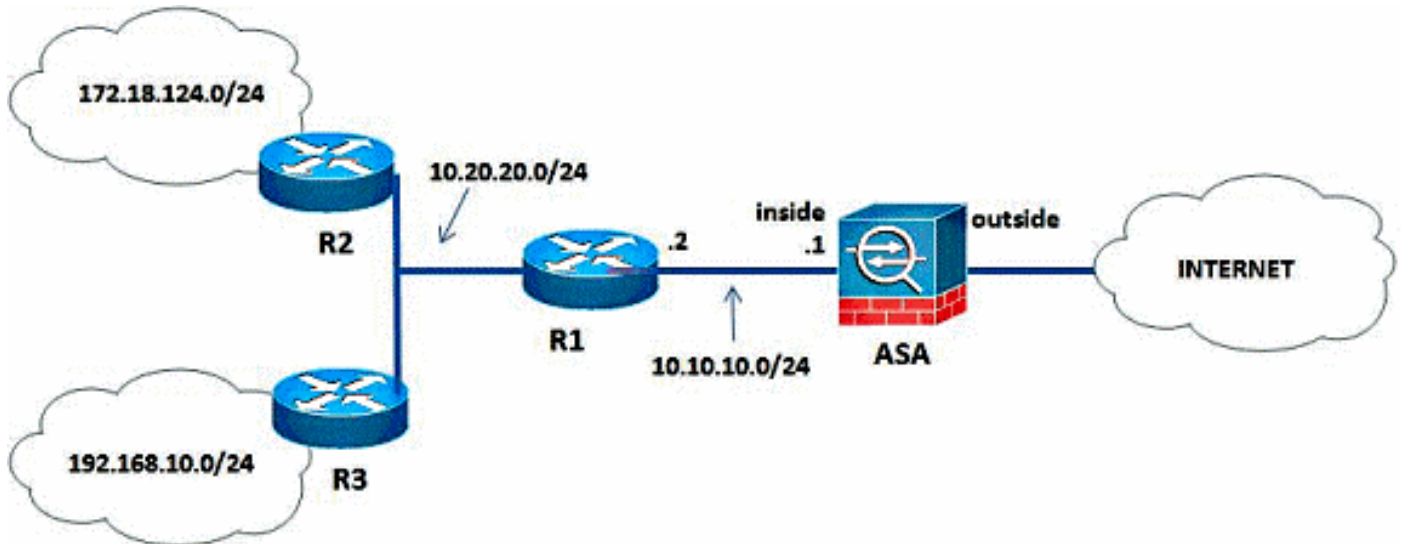 172.18.124.0/24
R2
10.20.20.0/24
R1
.2
10.10.10.0/24
inside
.1
outside
ASA
INTERNET
192.168.10.0/24
R3